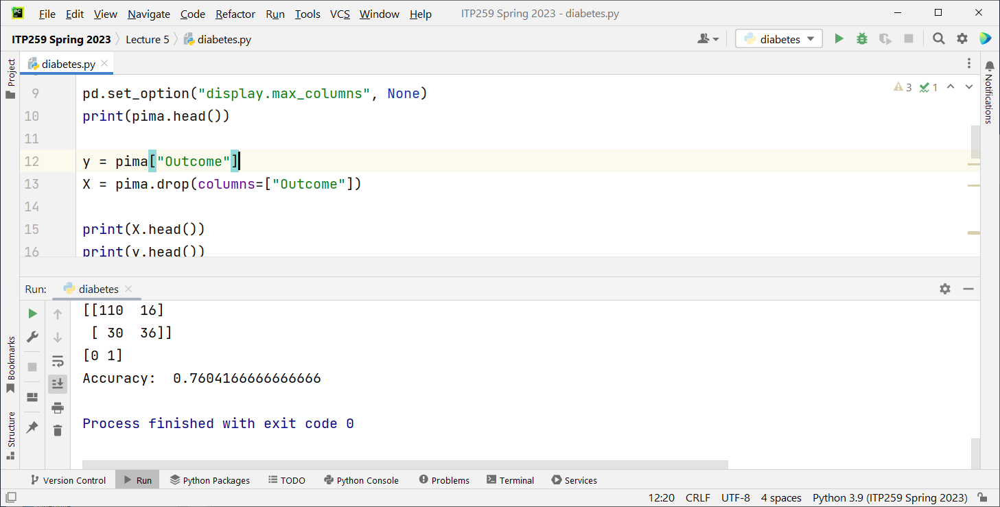 PC
File Edit View Navigate Code Refactor Run Tools VCS Window Help ITP259 Spring 2023 - diabetes.py
ITP259 Spring 2023 Lecture 5 diabetes.py diabetes
Project
diabetes.py
Notifications
9 pd.set_option("display.max_columns", None)
3 1
10 print(pima.head())
11
12 y = pima["Outcome"]
13 X = pima.drop(columns=["Outcome"])
14
15 print(X.head())
16 print(y.head())
Run: diabetes
[[110  16]
 [ 30  36]]
[0 1]
Accuracy:  0.7604166666666666
Process finished with exit code 0
Bookmarks
Structure
Version Control Run Python Packages TODO Python Console Problems Terminal Services
12:20 CRLF UTF-8 4 spaces Python 3.9 (ITP259 Spring 2023)